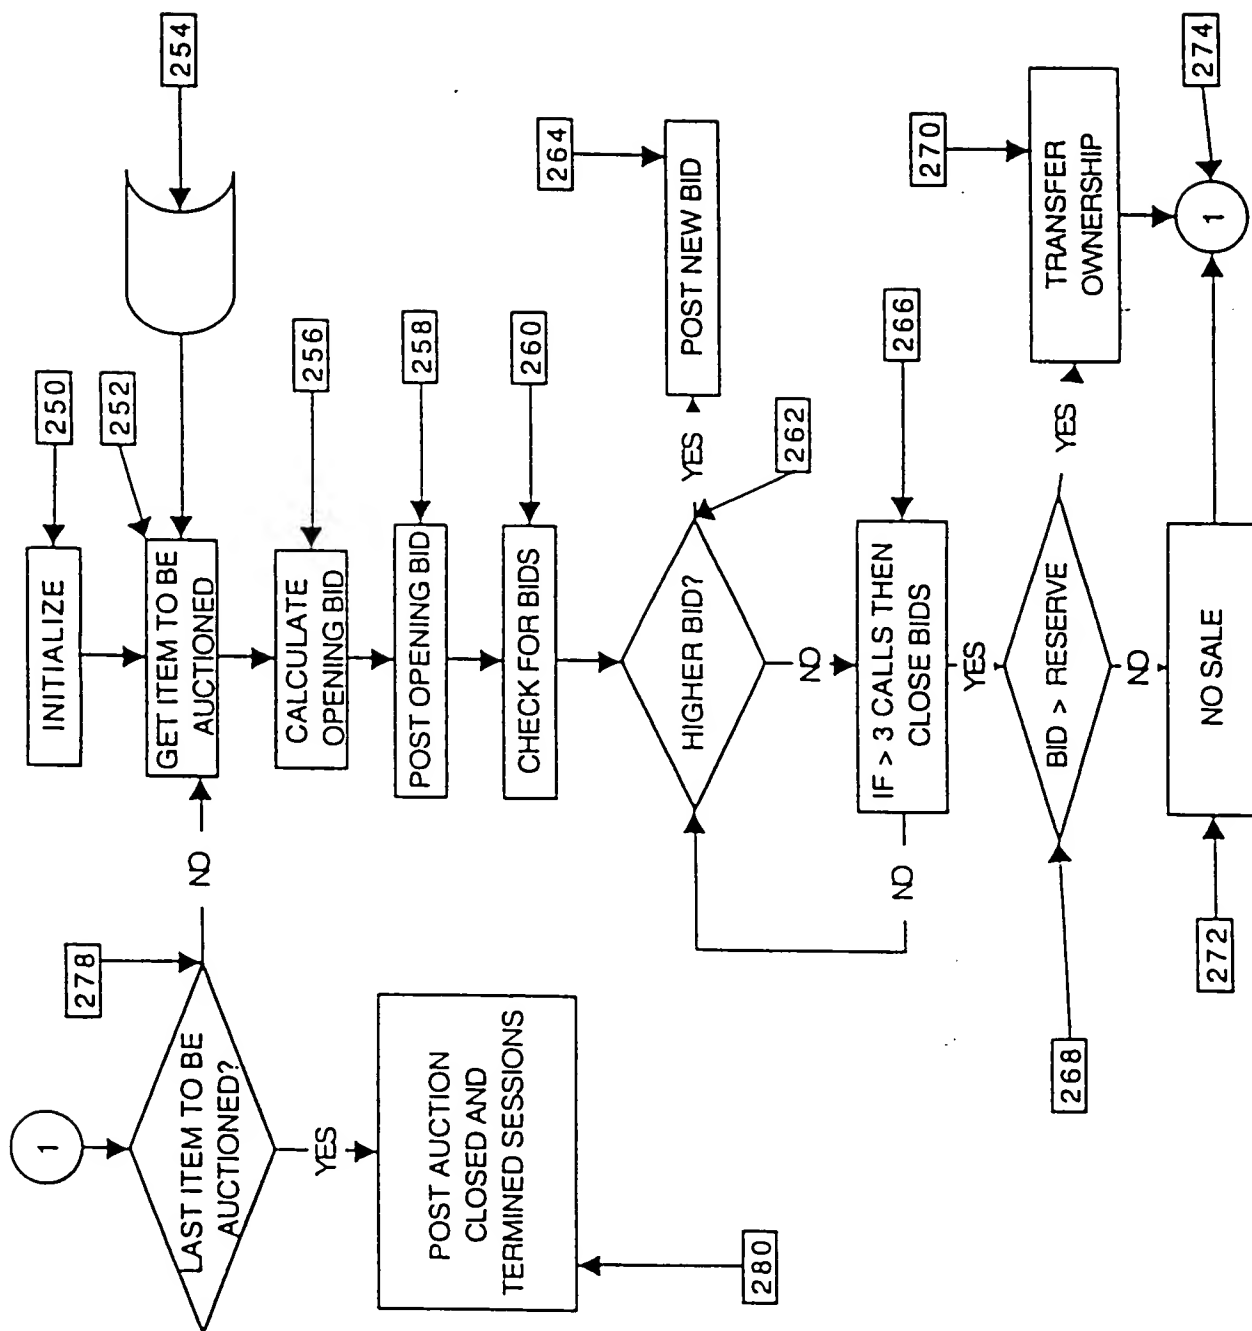 1
LAST ITEM TO BE
AUCTIONED?
278
NO
YES
POST AUCTION
CLOSED AND
TERMINED SESSIONS
280
INITIALIZE
250
252
GET ITEM TO BE
AUCTIONED
254
CALCULATE
OPENING BID
256
POST OPENING BID
258
CHECK FOR BIDS
260
HIGHER BID?
262
YES
POST NEW BID
264
NO
IF > 3 CALLS THEN
CLOSE BIDS
266
NO
YES
BID > RESERVE
268
YES
TRANSFER
OWNERSHIP
270
NO
NO SALE
272
1
274